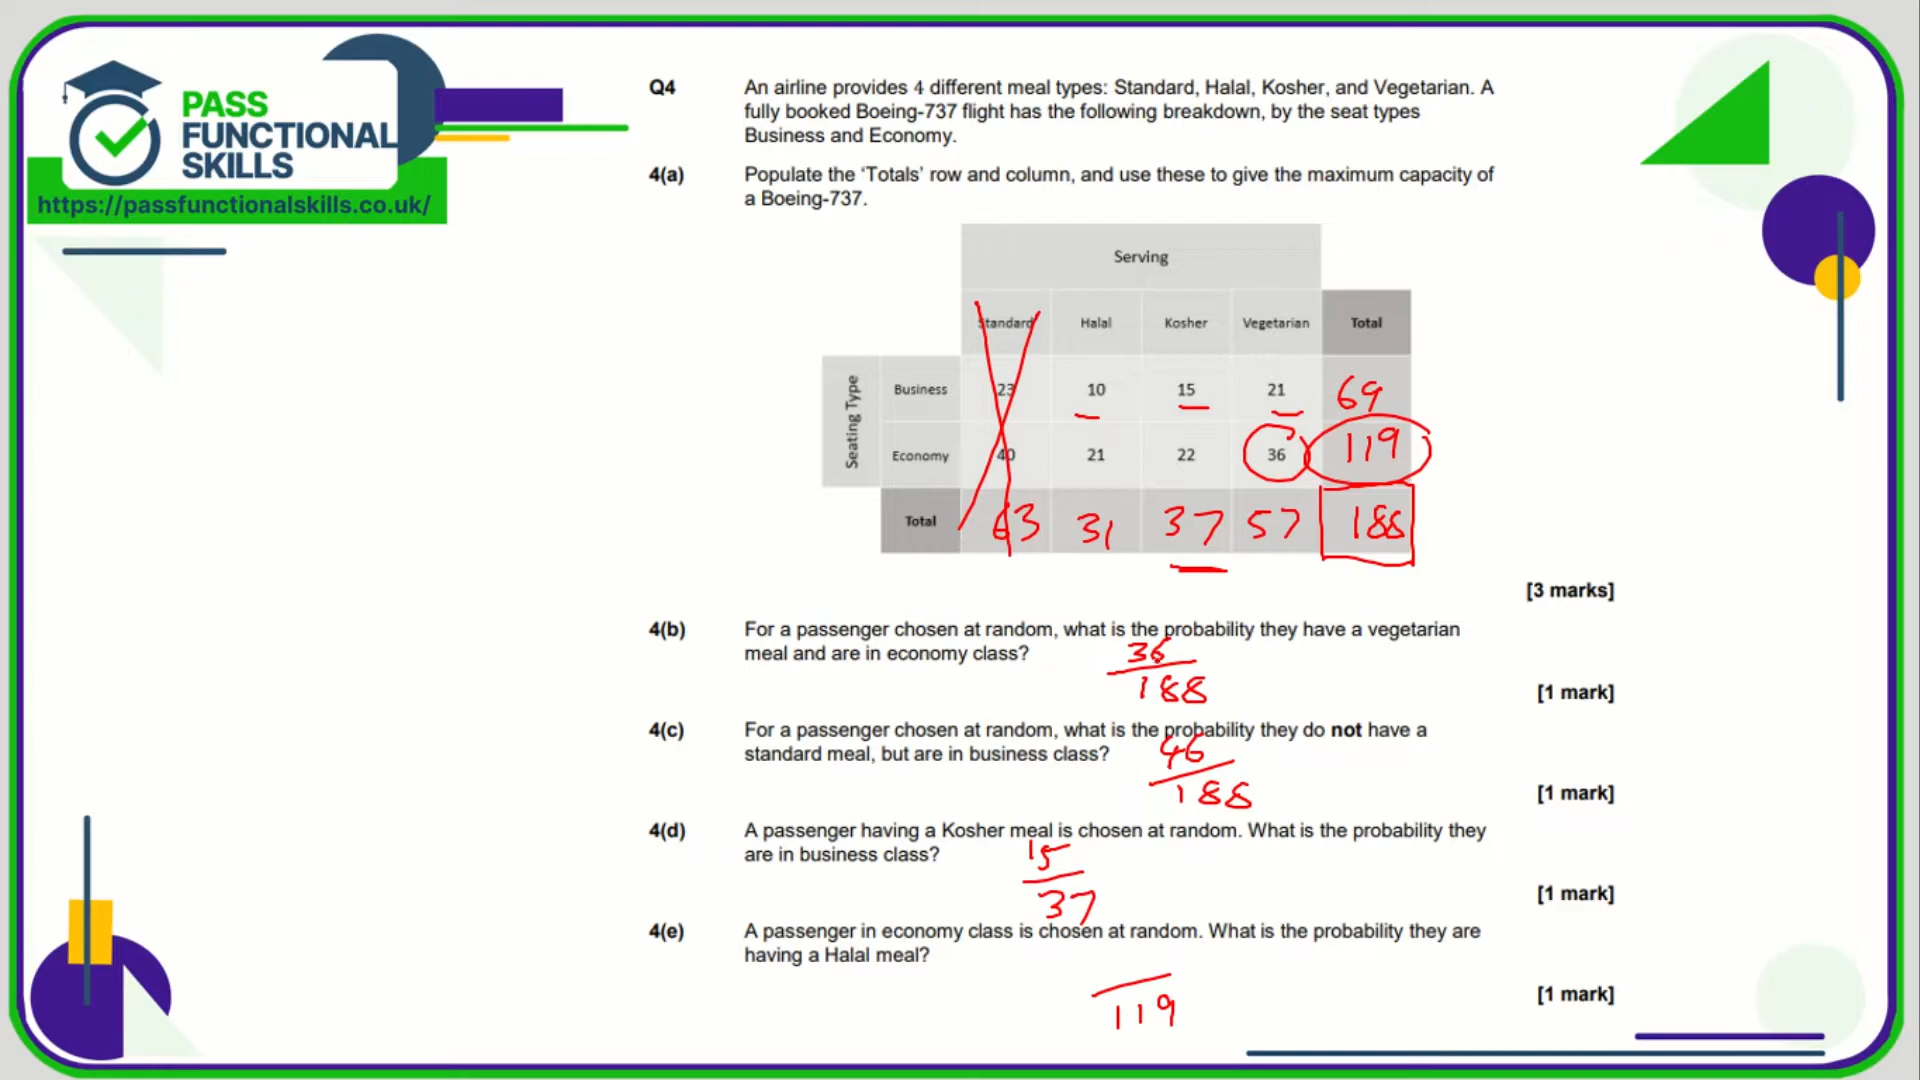 PASS
FUNCTIONAL
SKILLS
https://passfunctionalskills.co.uk/
Q4 An airline provides 4 different meal types: Standard, Halal, Kosher, and Vegetarian. A
fully booked Boeing-737 flight has the following breakdown, by the seat types
Business and Economy.
4(a) Populate the ‘Totals’ row and column, and use these to give the maximum capacity of
a Boeing-737.
Serving
Standard Halal Kosher Vegetarian Total
Seating Type
Business 23 10 15 21 69
Economy 40 21 22 36 119
Total 63 31 37 57 188
[3 marks]
4(b) For a passenger chosen at random, what is the probability they have a vegetarian
meal and are in economy class?
36
188
[1 mark]
4(c) For a passenger chosen at random, what is the probability they do not have a
standard meal, but are in business class?
46
188
[1 mark]
4(d) A passenger having a Kosher meal is chosen at random. What is the probability they
are in business class?
15
37
[1 mark]
4(e) A passenger in economy class is chosen at random. What is the probability they are
having a Halal meal?
119
[1 mark]